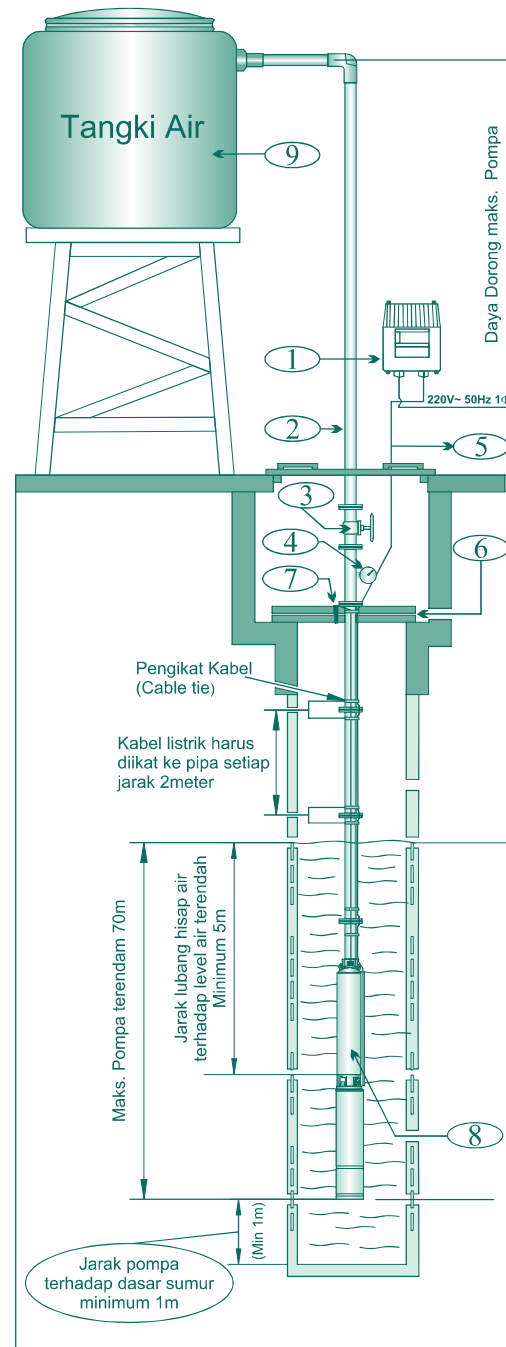 Tangki Air
9
Daya Dorong maks. Pompa
1
220V~ 50Hz 1Φ
2
5
3
4
6
7
Pengikat Kabel
(Cable tie)
Kabel listrik harus
diikat ke pipa setiap
jarak 2meter
Maks. Pompa terendam 70m
Jarak lubang hisap air
terhadap level air terendah
Minimum 5m
8
(Min 1m)
Jarak pompa
terhadap dasar sumur
minimum 1m